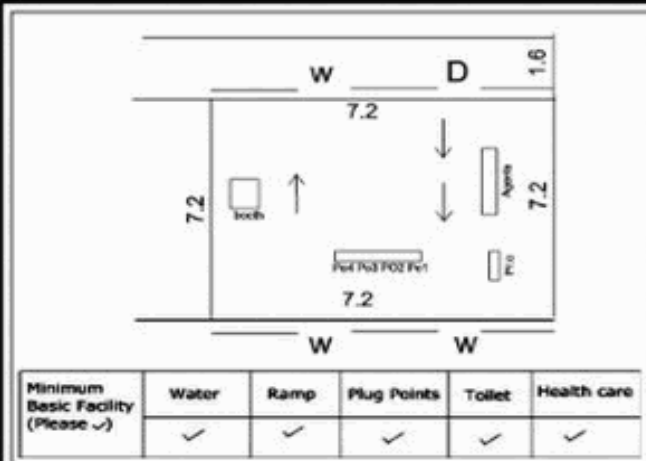 W D 1.6
7.2
7.2 7.2
booth
Agents
Po4 Po3 PO2 Po1
P.r.o
7.2
W W
Minimum Basic Facility (Please ✓) Water Ramp Plug Points Toilet Health care
✓ ✓ ✓ ✓ ✓